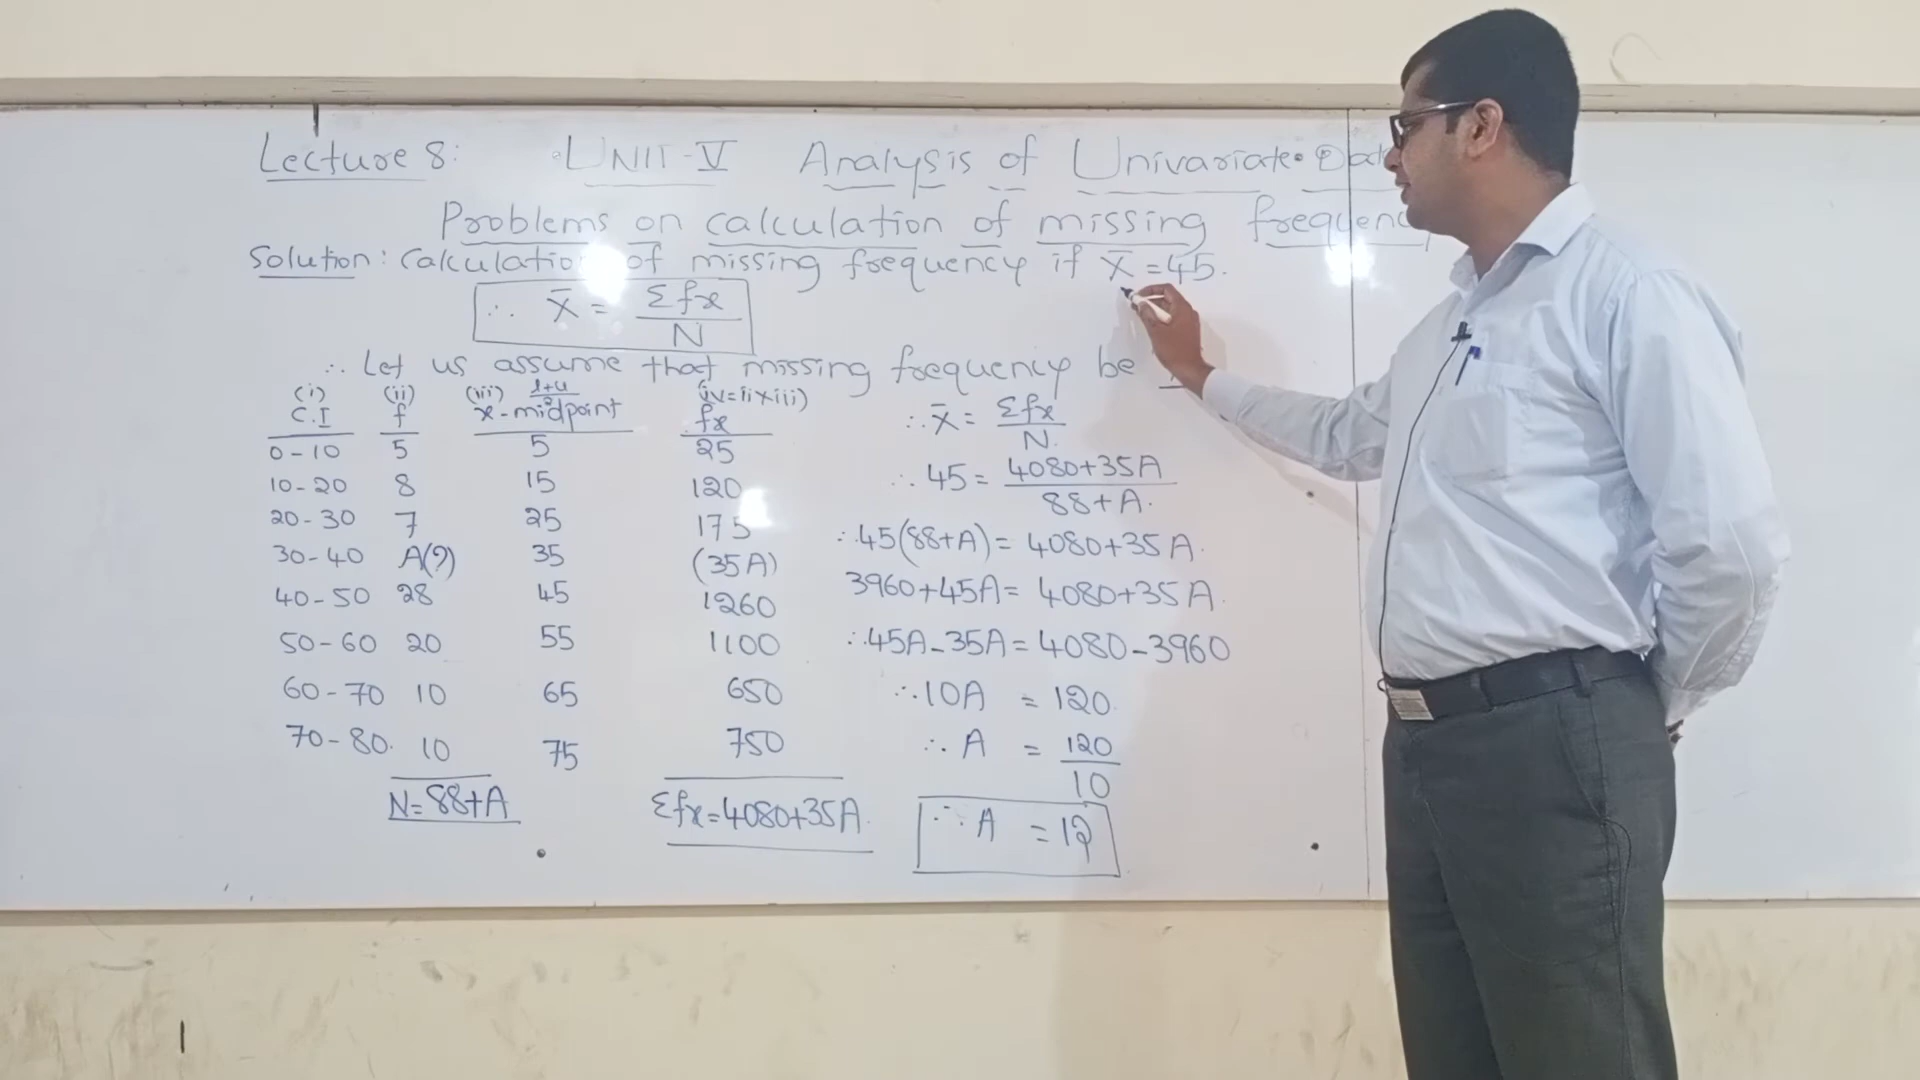 Lecture 8: UNIT-V Analysis of Univariate Data
Problems on calculation of missing frequency
Solution: Calculation of missing frequency if X̄ = 45.
∴ X̄ = Σfx / N
∴ Let us assume that missing frequency be
(i) (ii) (iii) l+u/2 (iv=iixiii)
C.I f x-midpoint fx
0-10 5 5 25
10-20 8 15 120
20-30 7 25 175
30-40 A(?) 35 (35A)
40-50 28 45 1260
50-60 20 55 1100
60-70 10 65 650
70-80. 10 75 750
N=88+A Σfx=4080+35A.
∴ X̄ = Σfx / N.
∴ 45 = 4080+35A / 88+A.
∴45(88+A)= 4080+35A.
3960+45A= 4080+35A.
∴45A-35A= 4080-3960
∴10A = 120.
∴ A = 120 / 10
∴ A = 12